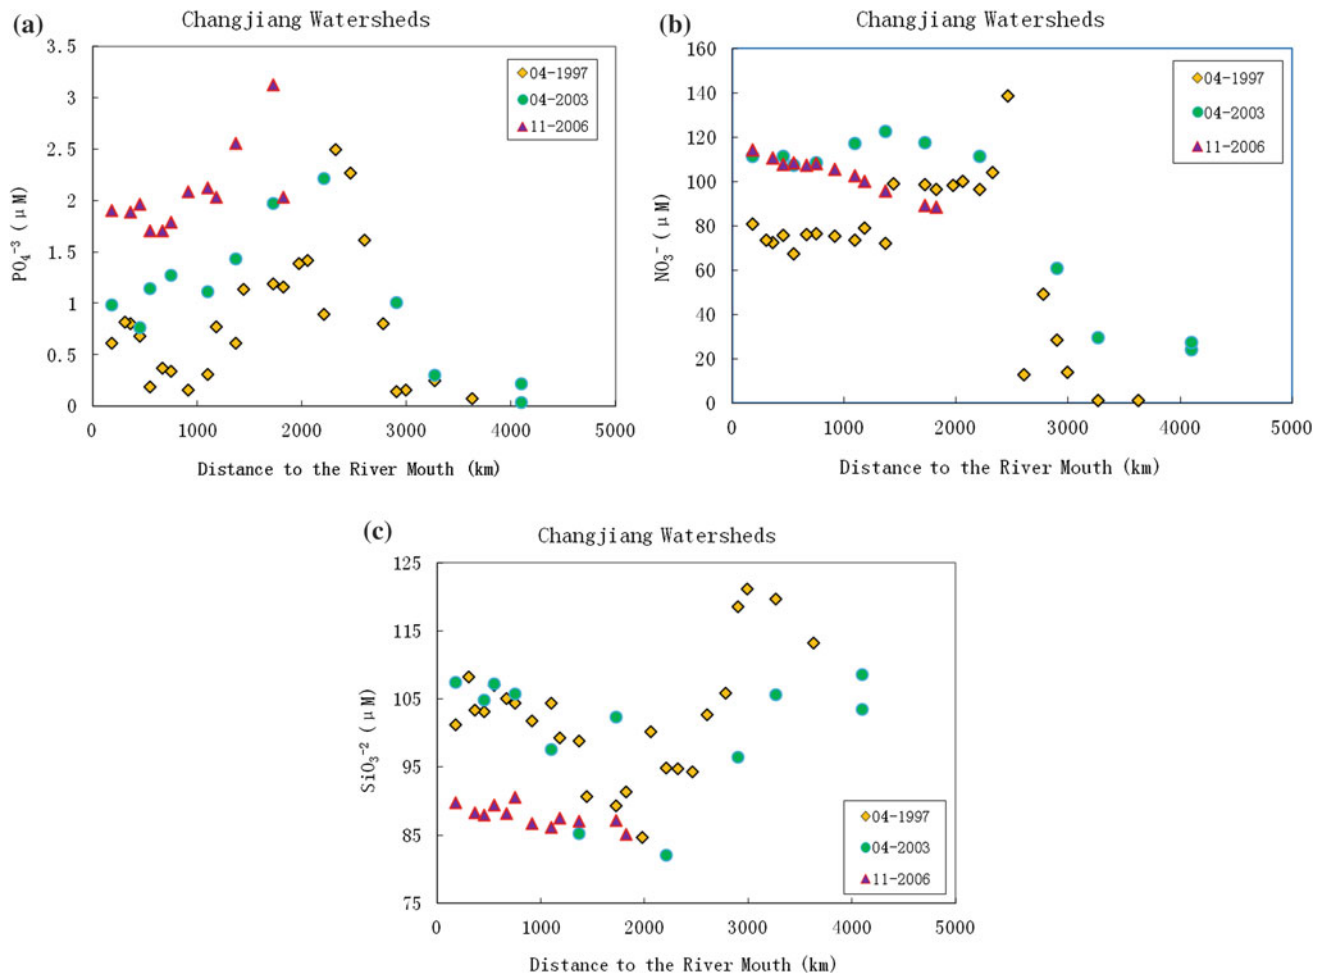 (a)
Changjiang Watersheds
3.5
3
2.5
2
1.5
1
0.5
0
PO₄⁻³ (μM)
04-1997
04-2003
11-2006
0 1000 2000 3000 4000 5000
Distance to the River Mouth (km)
(b)
Changjiang Watersheds
160
140
120
100
80
60
40
20
0
NO₃⁻ (μM)
04-1997
04-2003
11-2006
0 1000 2000 3000 4000 5000
Distance to the River Mouth (km)
(c)
Changjiang Watersheds
125
115
105
95
85
75
SiO₃⁻² (μM)
04-1997
04-2003
11-2006
0 1000 2000 3000 4000 5000
Distance to the River Mouth (km)